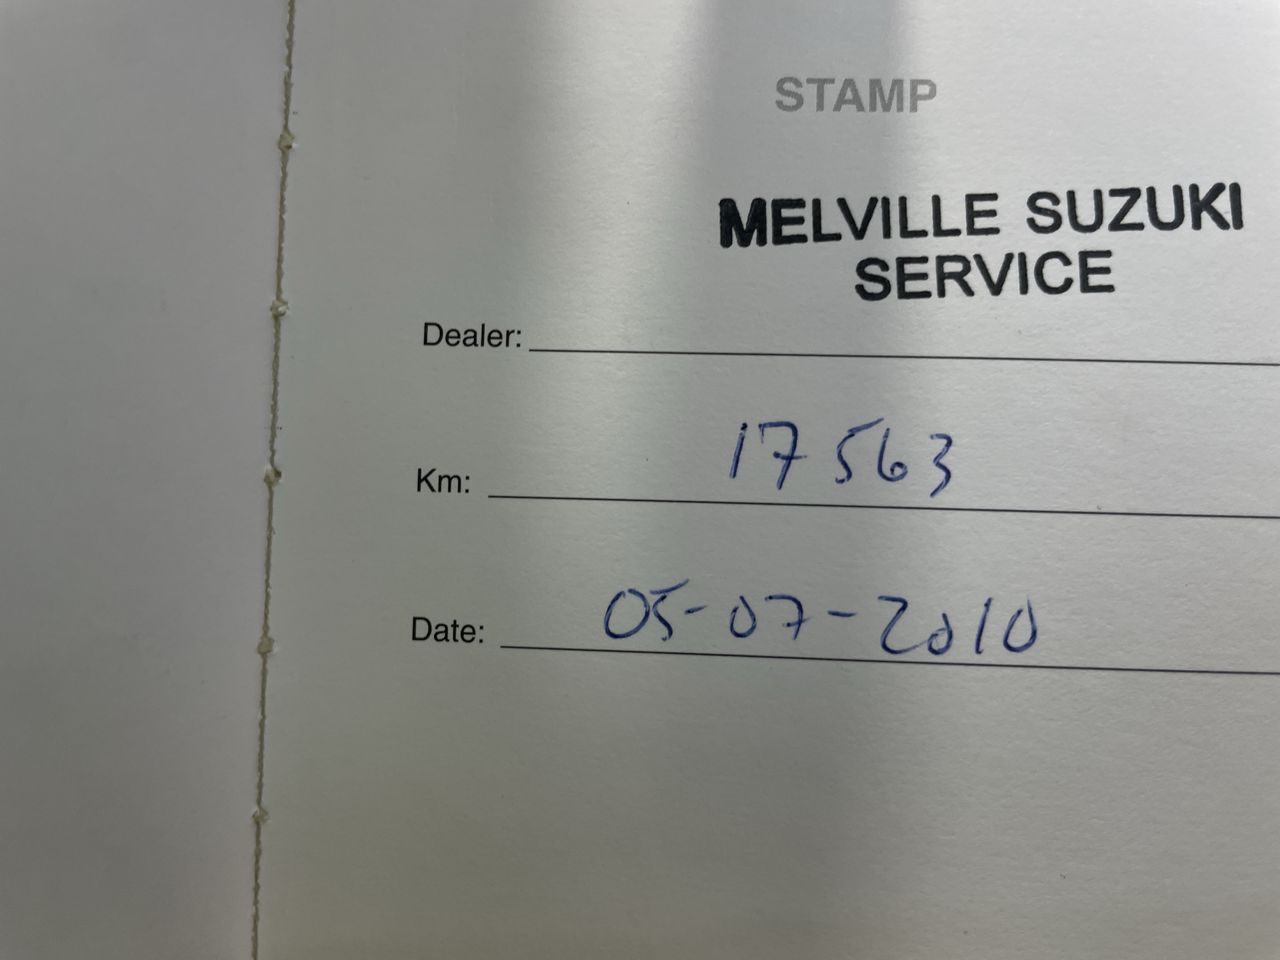 STAMP
MELVILLE SUZUKI
SERVICE
Dealer:
Km: 17563
Date: 05-07-2010